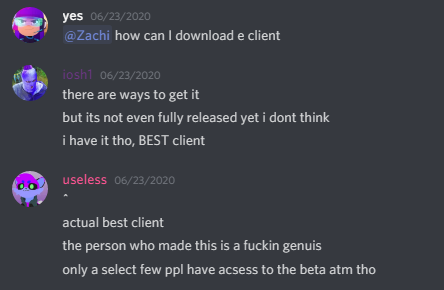 yes 06/23/2020
@Zachi how can I download e client
iosh1 06/23/2020
there are ways to get it
but its not even fully released yet i dont think
i have it tho, BEST client
useless 06/23/2020
^
actual best client
the person who made this is a fuckin genuis
only a select few ppl have acsess to the beta atm tho